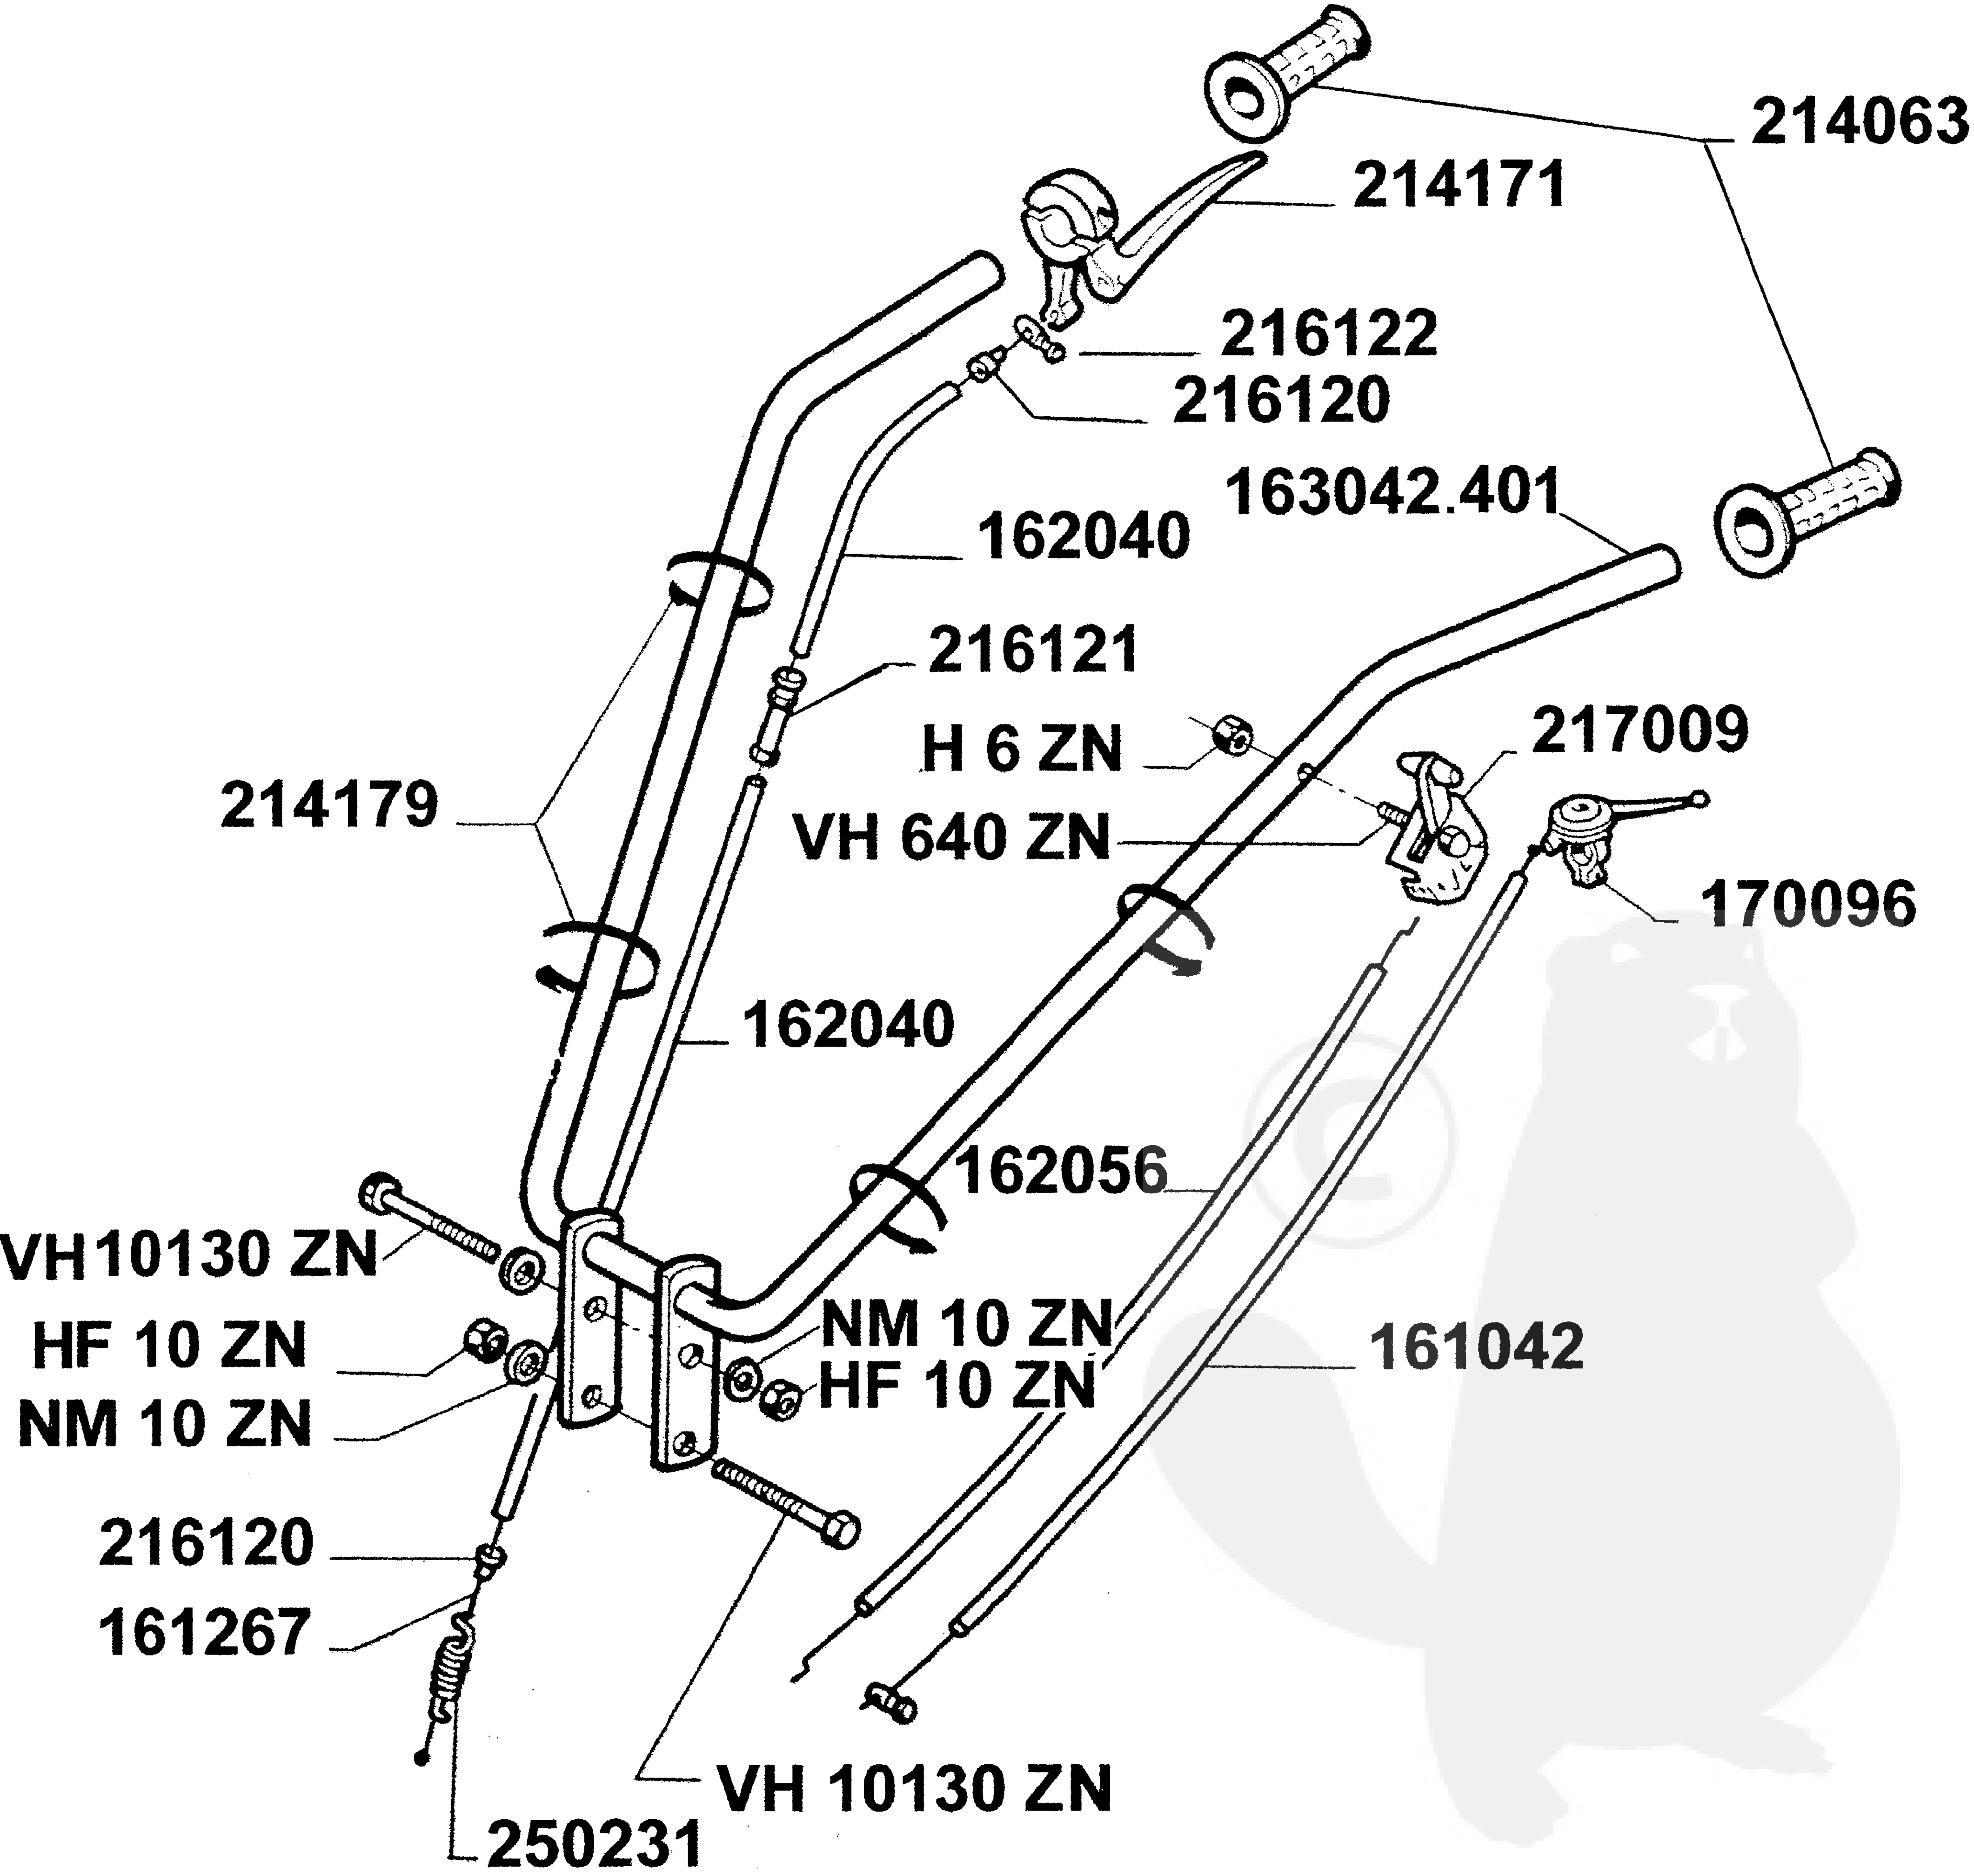 214063
214171
216122
216120
163042.401
162040
216121
217009
H 6 ZN
214179
VH 640 ZN
170096
162040
162056
VH10130 ZN
NM 10 ZN
HF 10 ZN
161042
HF 10 ZN
NM 10 ZN
216120
161267
VH 10130 ZN
250231
©